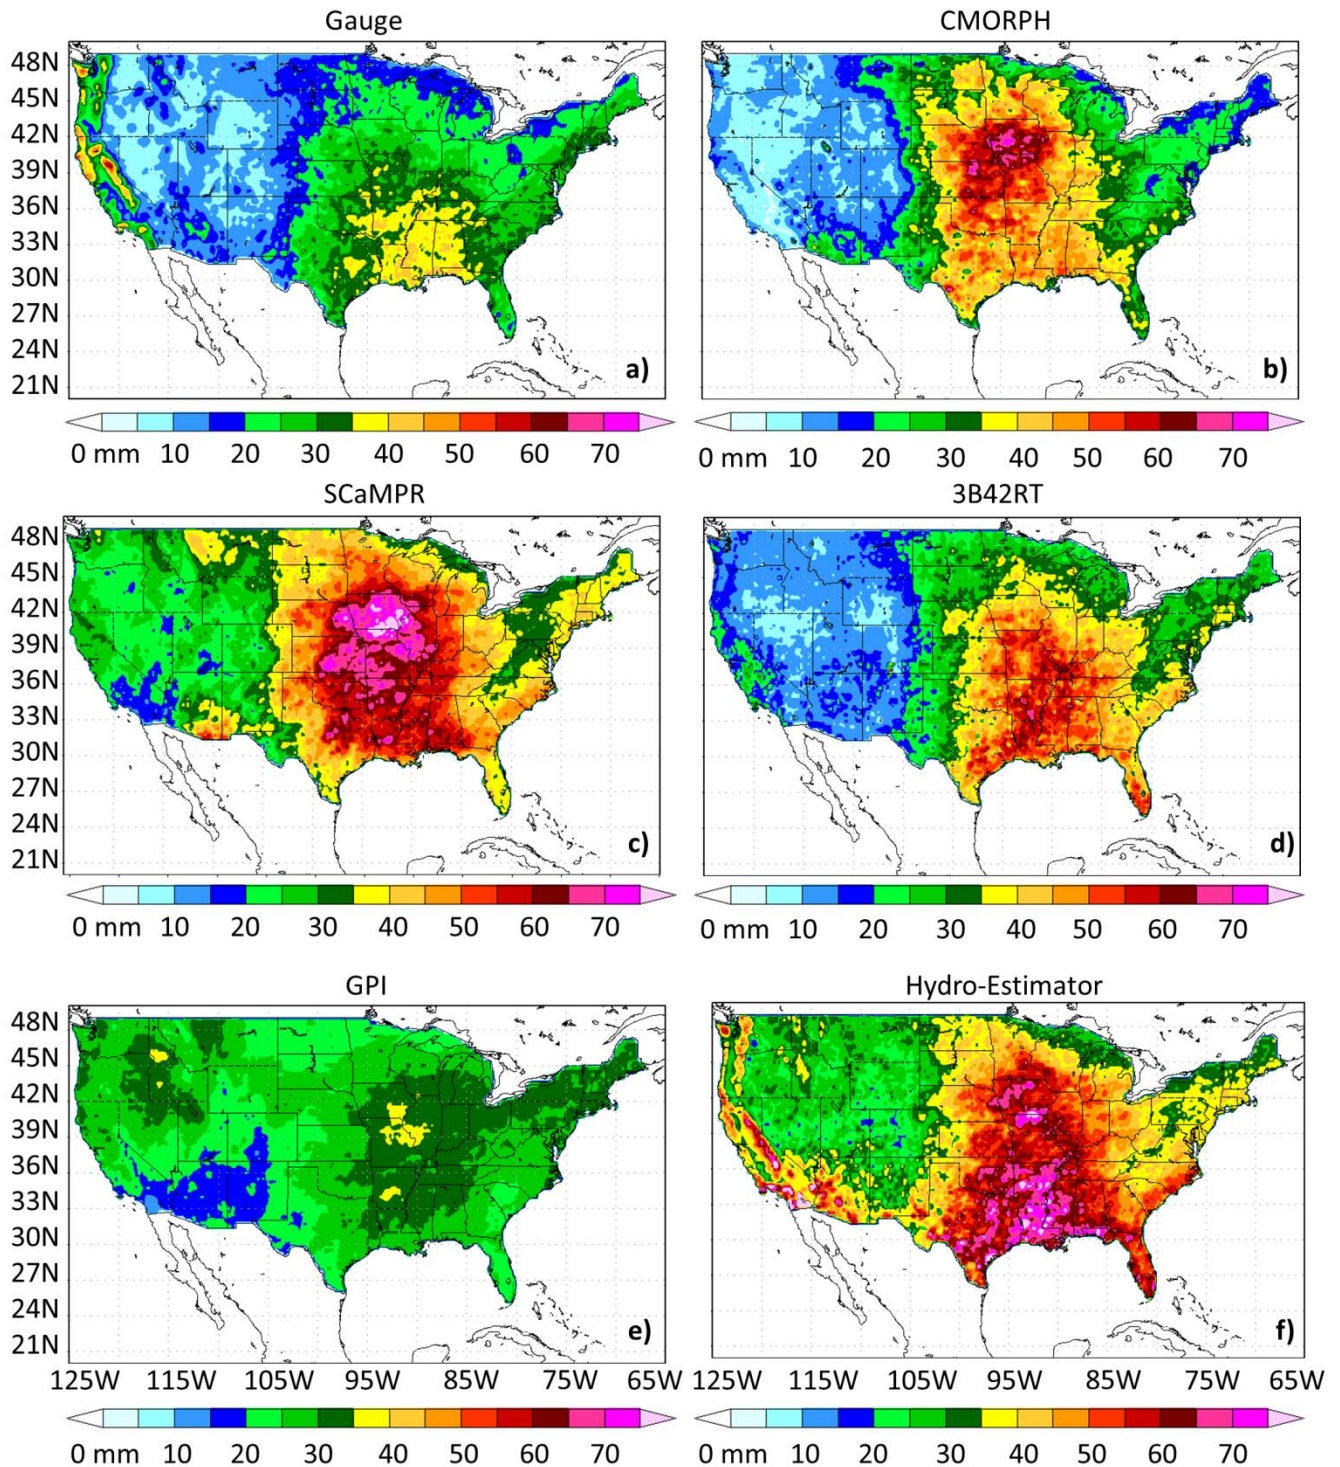 Gauge CMORPH
48N
45N
42N
39N
36N
33N
30N
27N
24N
21N
a) b)
0 mm 10 20 30 40 50 60 70 0 mm 10 20 30 40 50 60 70
SCaMPR 3B42RT
48N
45N
42N
39N
36N
33N
30N
27N
24N
21N
c) d)
0 mm 10 20 30 40 50 60 70 0 mm 10 20 30 40 50 60 70
GPI Hydro-Estimator
48N
45N
42N
39N
36N
33N
30N
27N
24N
21N
e) f)
125W 115W 105W 95W 85W 75W 65W 125W 115W 105W 95W 85W 75W 65W
0 mm 10 20 30 40 50 60 70 0 mm 10 20 30 40 50 60 70